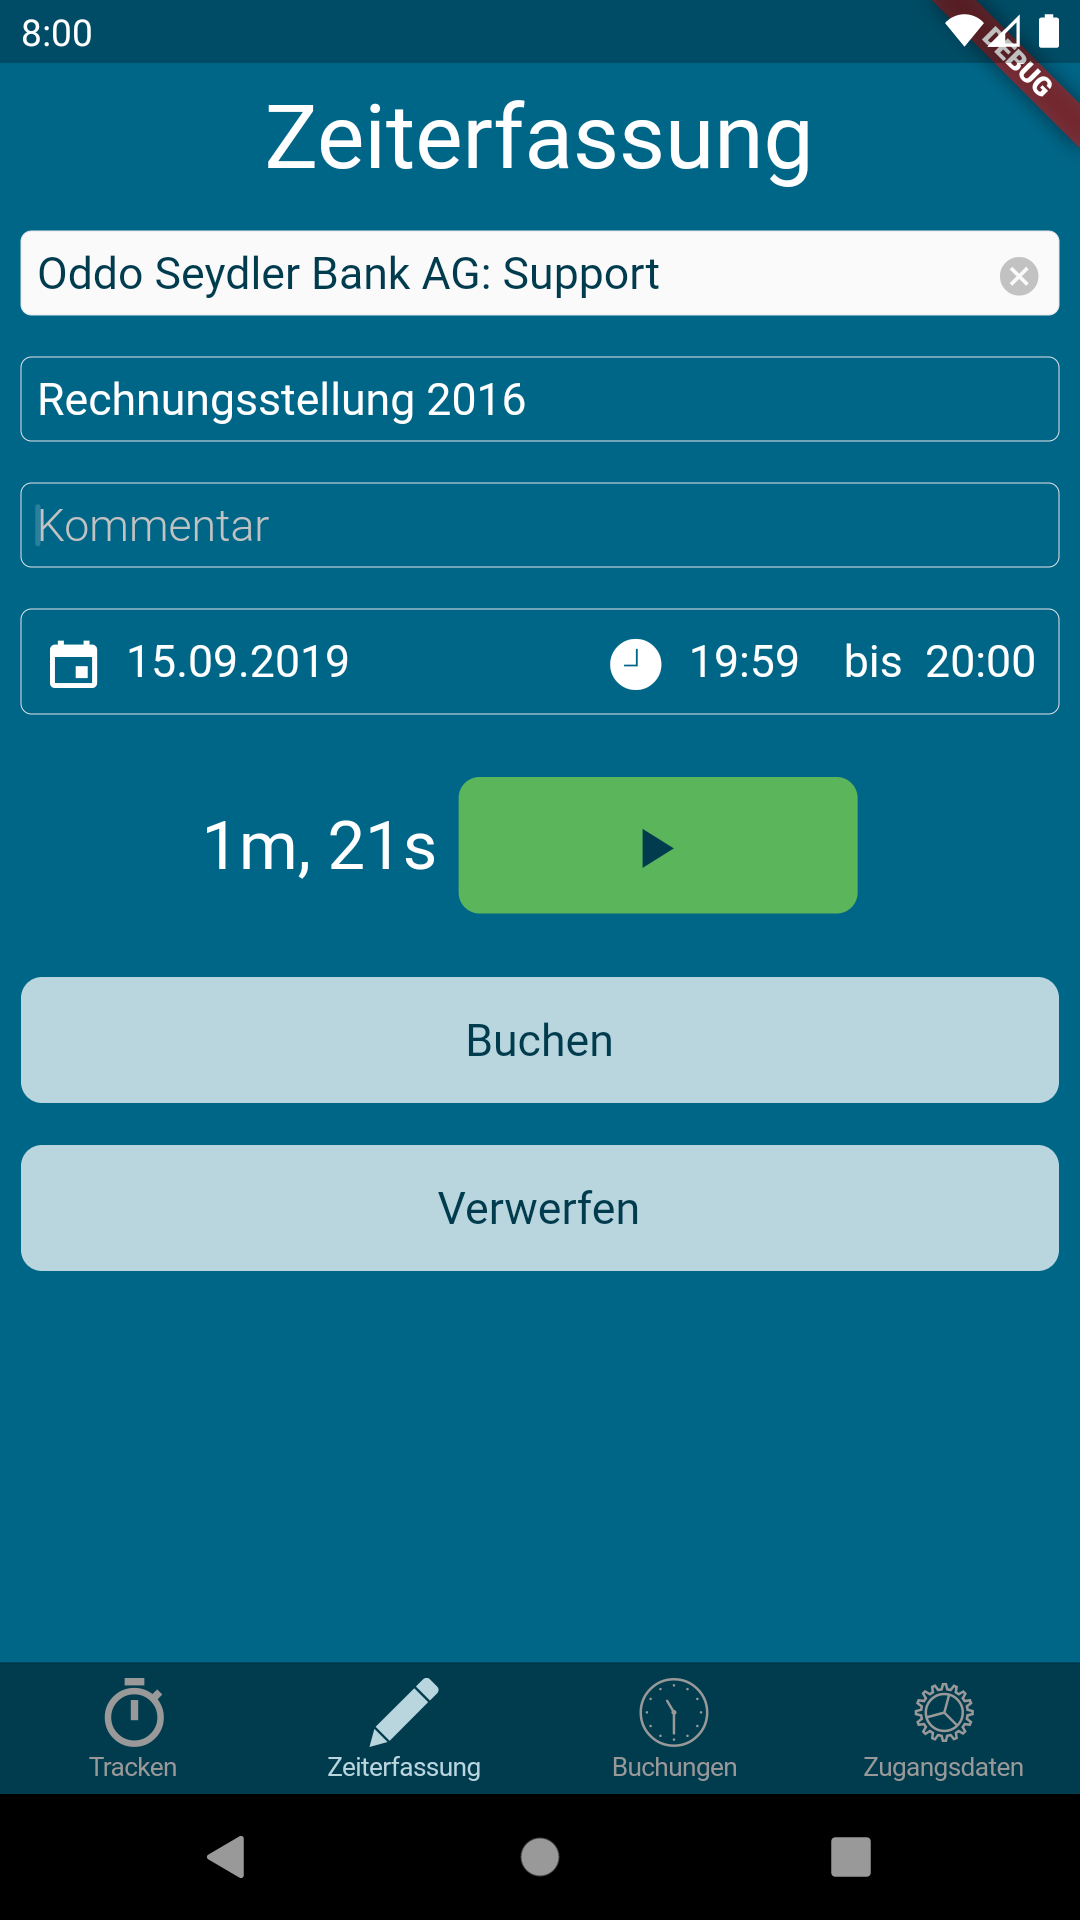 8:00
DEBUG
Zeiterfassung
Oddo Seydler Bank AG: Support
Rechnungsstellung 2016
Kommentar
15.09.2019 19:59 bis 20:00
1m, 21s
Buchen
Verwerfen
Tracken Zeiterfassung Buchungen Zugangsdaten